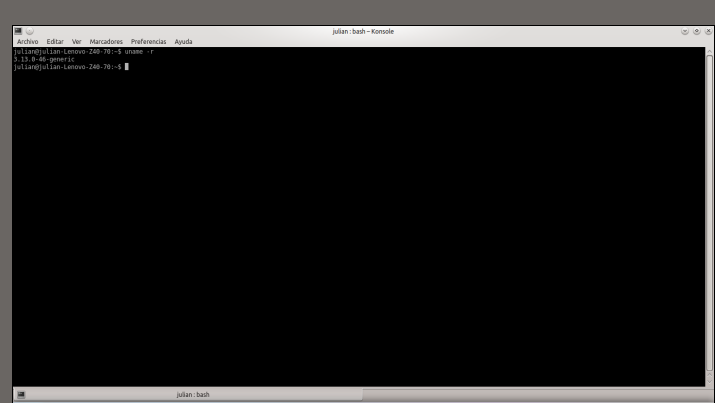 julian : bash – Konsole
Archivo Editar Ver Marcadores Preferencias Ayuda
julian@julian-Lenovo-Z40-70:~$ uname -r
3.13.0-46-generic
julian@julian-Lenovo-Z40-70:~$
julian : bash